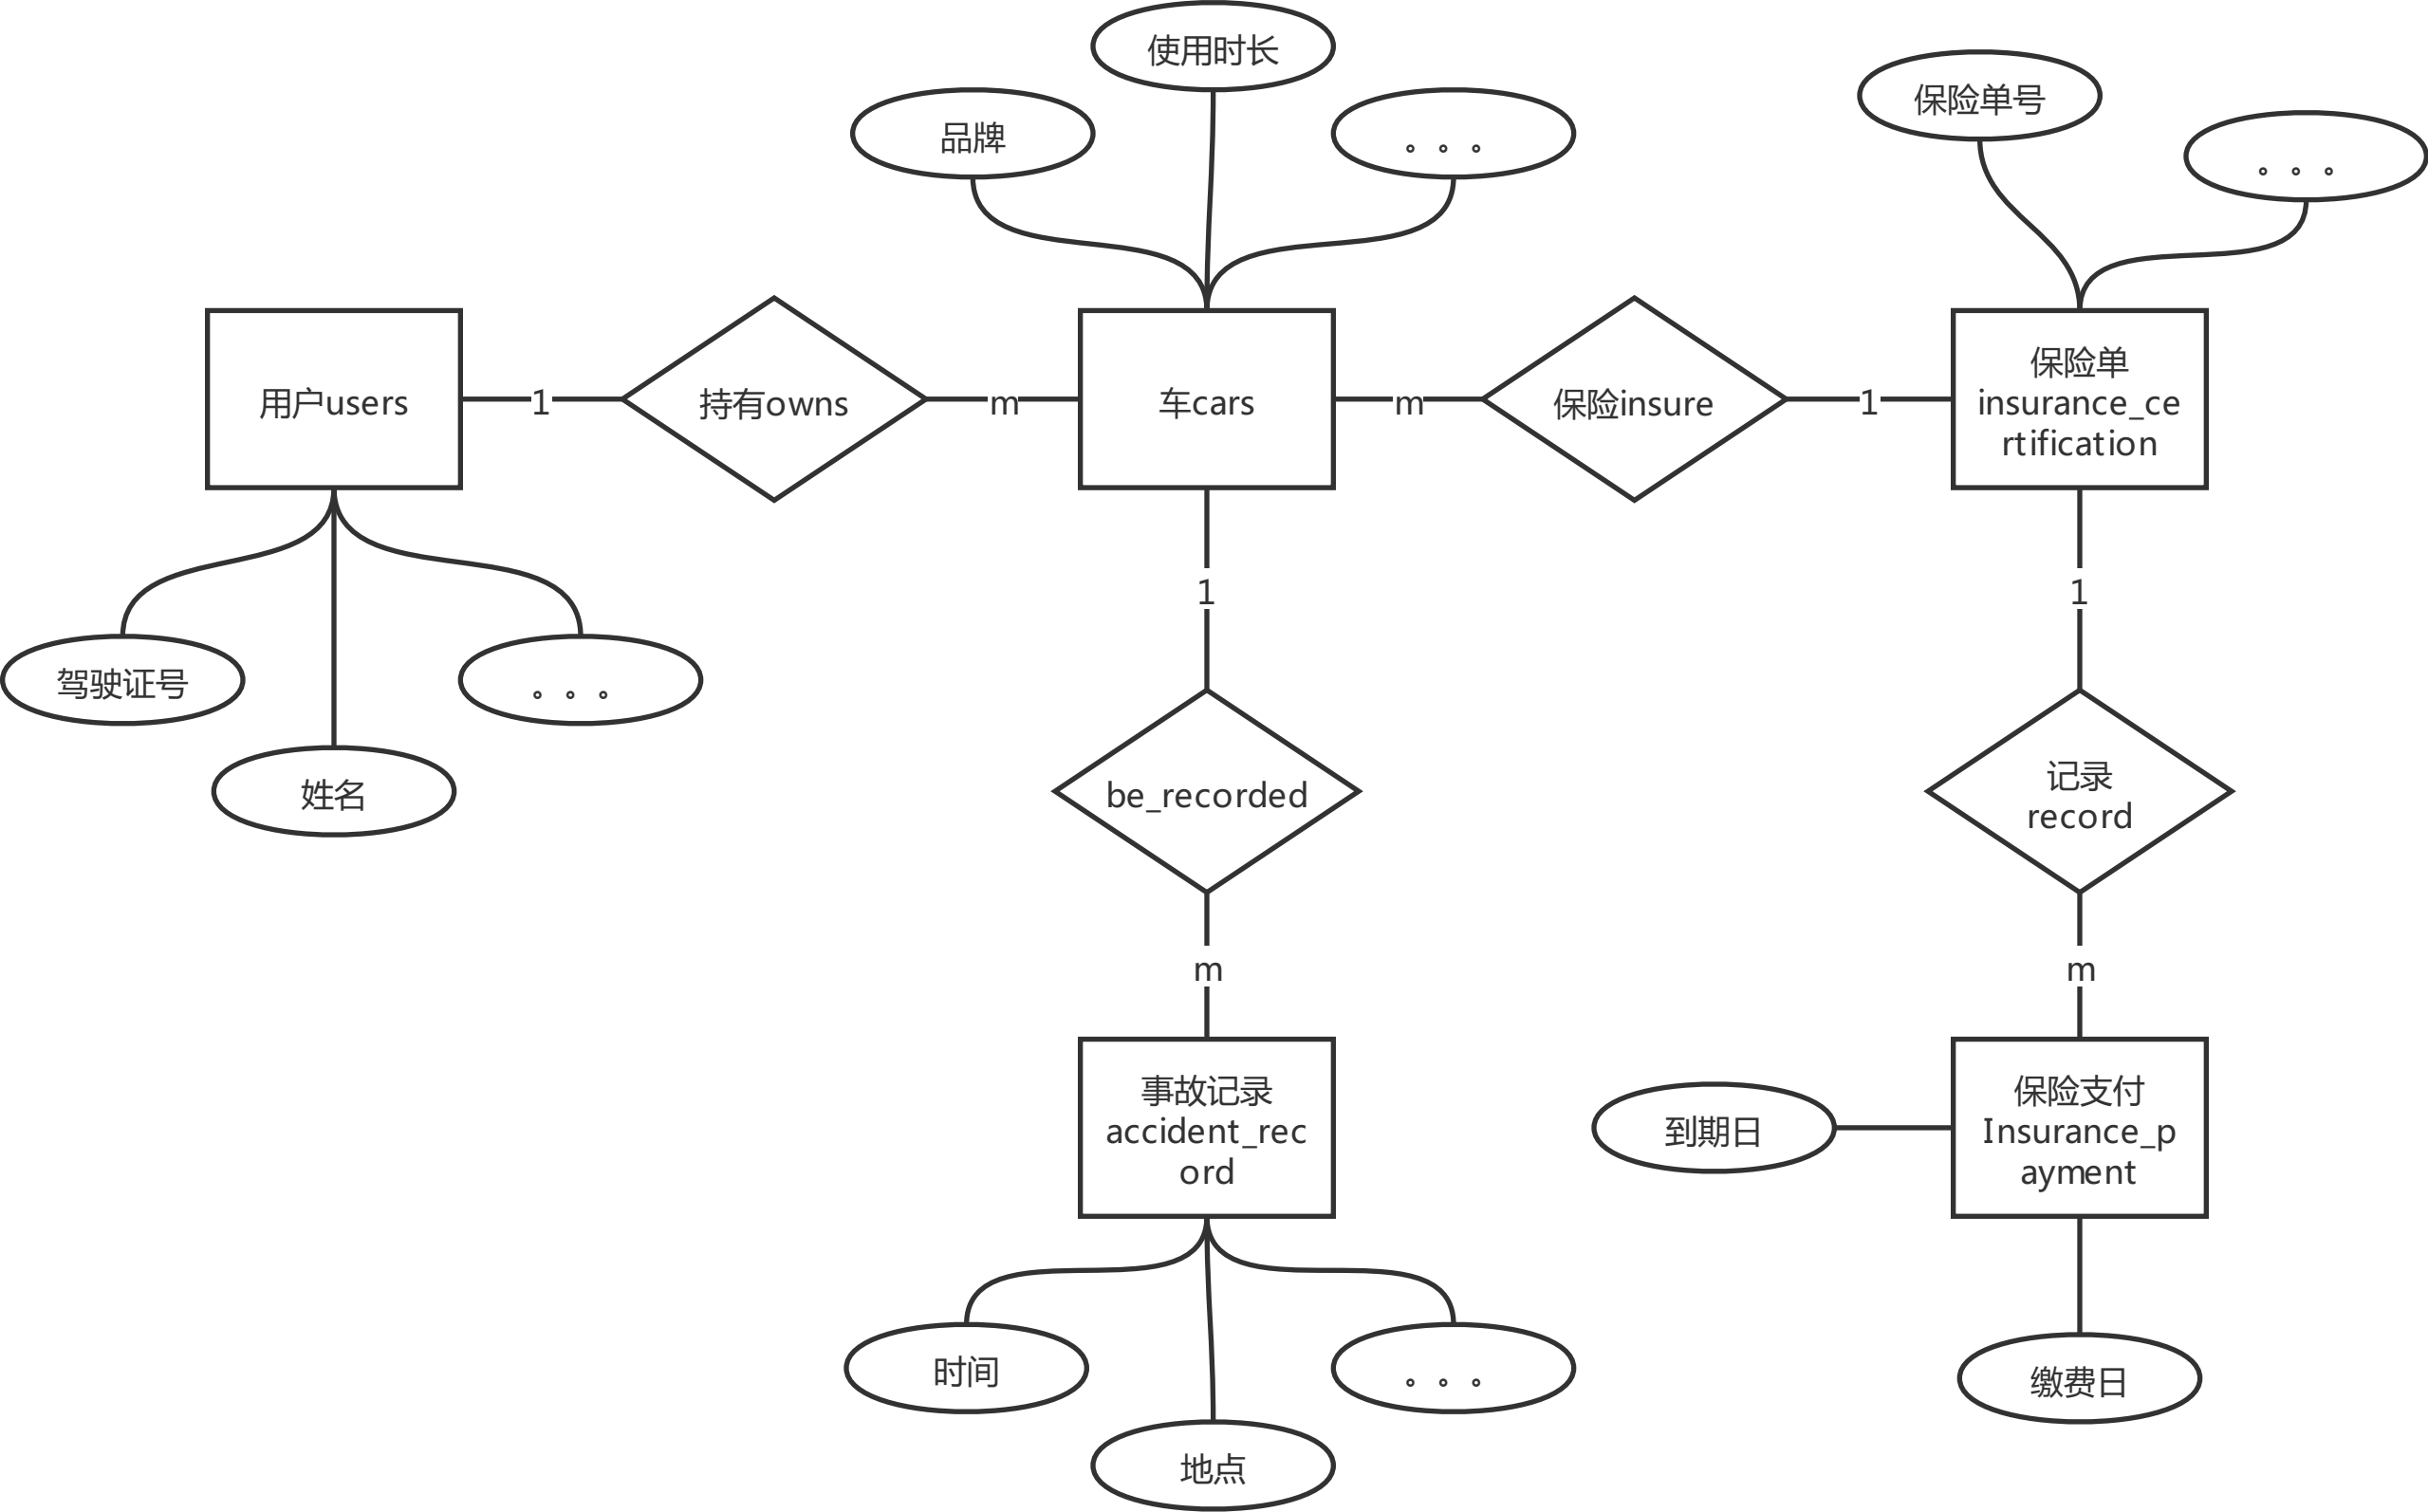 使用时长
保险单号
品牌
。。。
。。。
用户users
1
持有owns
m
车cars
m
保险insure
1
保险单
insurance_ce
rtification
1
1
驾驶证号
。。。
姓名
be_recorded
记录
record
m
m
事故记录
accident_rec
ord
到期日
保险支付
Insurance_p
ayment
时间
。。。
缴费日
地点